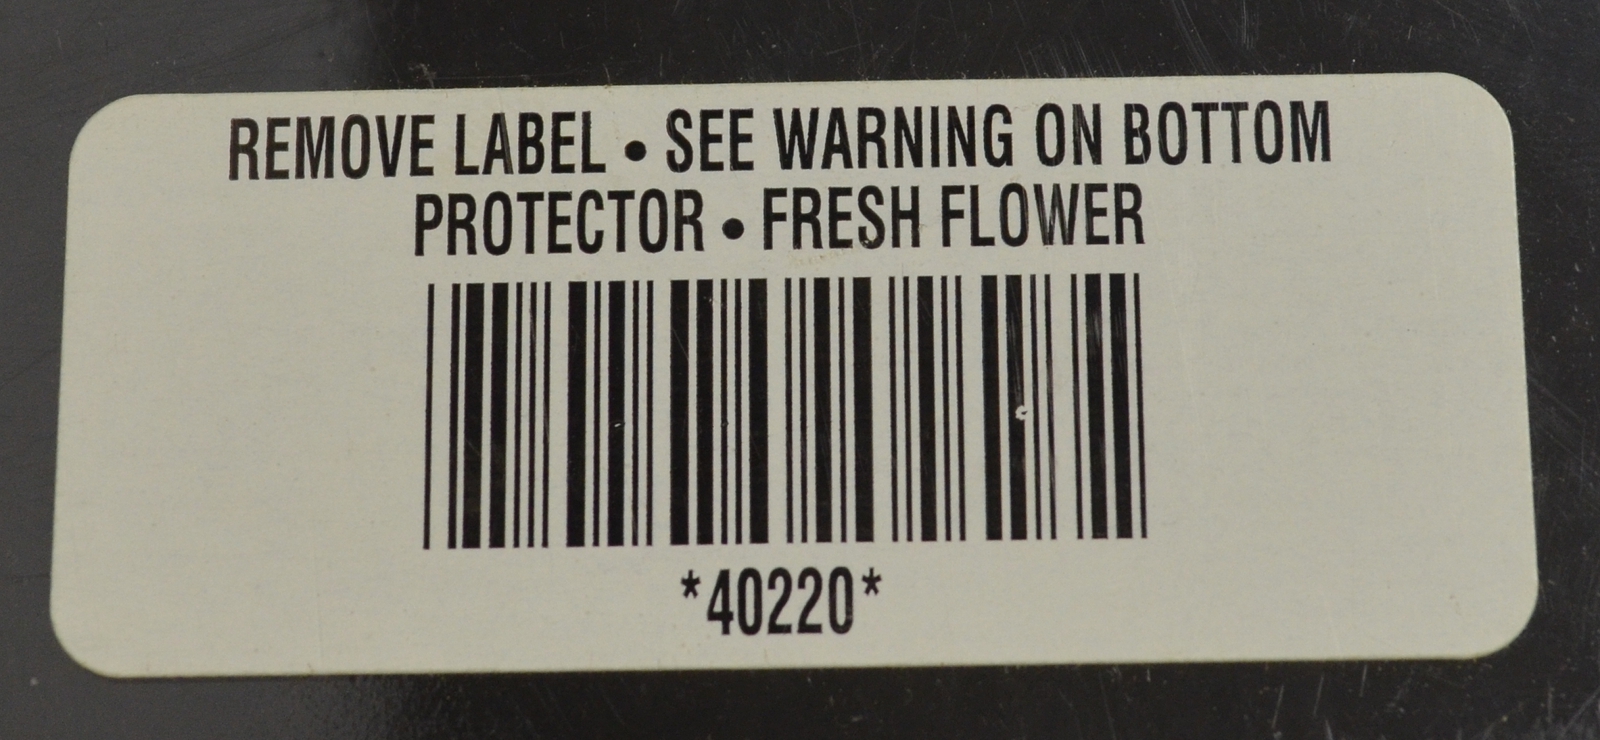 REMOVE LABEL • SEE WARNING ON BOTTOM
PROTECTOR • FRESH FLOWER
*40220*